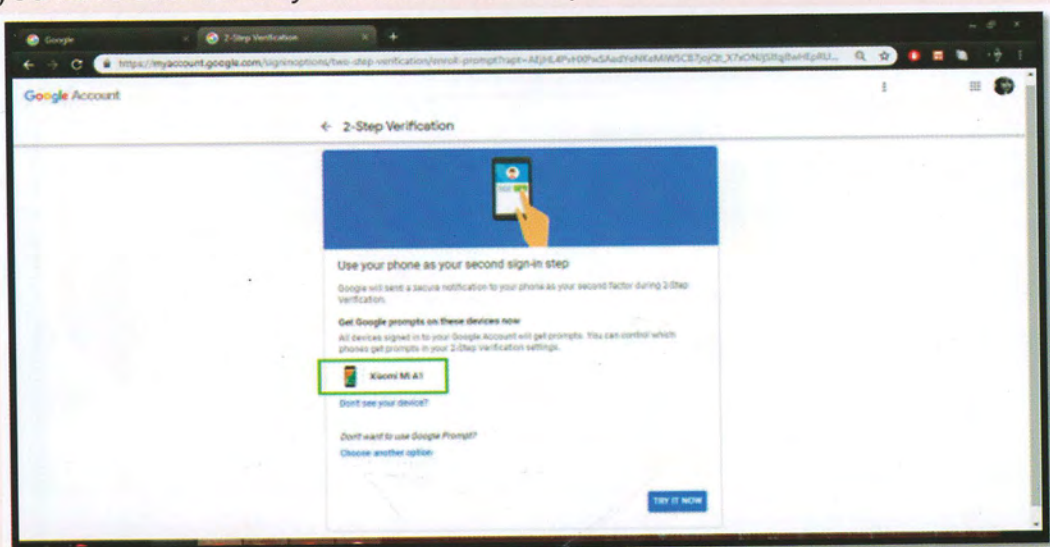 Google
2-Step Verification
Google Account
2-Step Verification
Use your phone as your second sign-in step
Google will sent a secure notification to your phone as your second factor during 2-Step
Verification.
Get Google prompts on these devices now
All devices signed in to your Google Account will get prompts. You can control which
phones get prompts in your 2-Step Verification settings.
Xiaomi Mi A1
Don't see your device?
Don't want to use Google Prompt?
Choose another option
TRY IT NOW